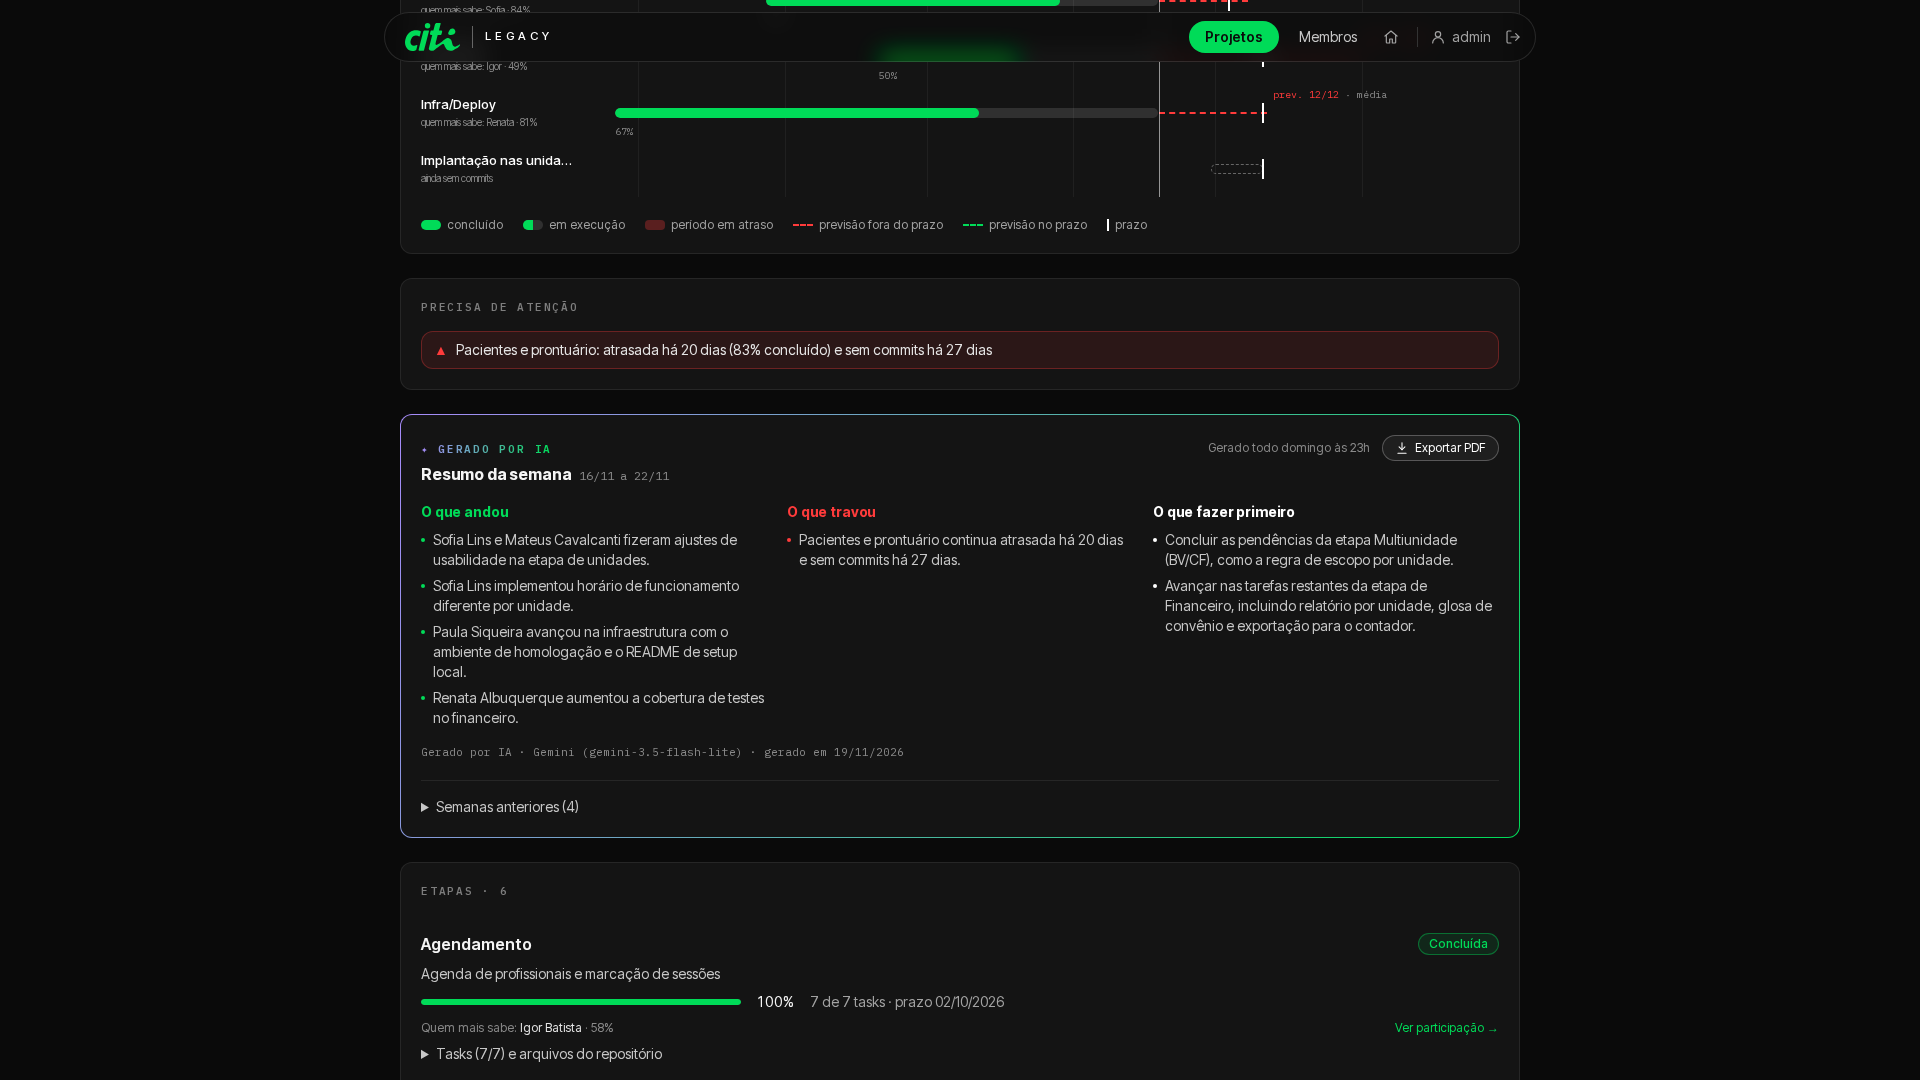 quem mais sabe: Sofia · 84%
citi
LEGACY
Projetos
Membros
admin
quem mais sabe: Igor · 49%
50%
prev. 12/12 · média
Infra/Deploy
quem mais sabe: Renata · 81%
67%
Implantação nas unida...
ainda sem commits
concluído
em execução
período em atraso
previsão fora do prazo
previsão no prazo
prazo
PRECISA DE ATENÇÃO
▲ Pacientes e prontuário: atrasada há 20 dias (83% concluído) e sem commits há 27 dias
✦ GERADO POR IA
Gerado todo domingo às 23h
Exportar PDF
Resumo da semana 16/11 a 22/11
O que andou
• Sofia Lins e Mateus Cavalcanti fizeram ajustes de
usabilidade na etapa de unidades.
• Sofia Lins implementou horário de funcionamento
diferente por unidade.
• Paula Siqueira avançou na infraestrutura com o
ambiente de homologação e o README de setup
local.
• Renata Albuquerque aumentou a cobertura de testes
no financeiro.
O que travou
• Pacientes e prontuário continua atrasada há 20 dias
e sem commits há 27 dias.
O que fazer primeiro
• Concluir as pendências da etapa Multiunidade
(BV/CF), como a regra de escopo por unidade.
• Avançar nas tarefas restantes da etapa de
Financeiro, incluindo relatório por unidade, glosa de
convênio e exportação para o contador.
Gerado por IA · Gemini (gemini-3.5-flash-lite) · gerado em 19/11/2026
▶ Semanas anteriores (4)
ETAPAS · 6
Agendamento
Concluída
Agenda de profissionais e marcação de sessões
100% 7 de 7 tasks · prazo 02/10/2026
Quem mais sabe: Igor Batista · 58%
Ver participação →
▶ Tasks (7/7) e arquivos do repositório